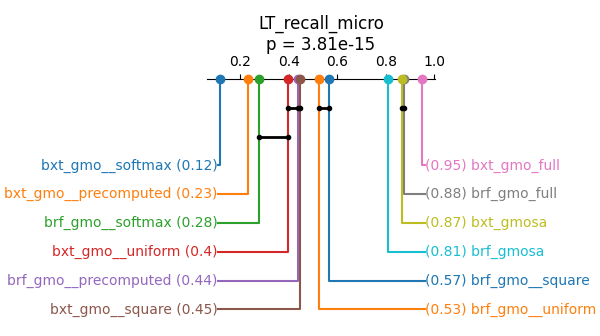 LT_recall_micro
p = 3.81e-15
0.2 0.4 0.6 0.8 1.0
bxt_gmo__softmax (0.12) (0.95) bxt_gmo_full
bxt_gmo__precomputed (0.23) (0.88) brf_gmo_full
brf_gmo__softmax (0.28) (0.87) bxt_gmosa
bxt_gmo__uniform (0.4) (0.81) brf_gmosa
brf_gmo__precomputed (0.44) (0.57) brf_gmo__square
bxt_gmo__square (0.45) (0.53) brf_gmo__uniform